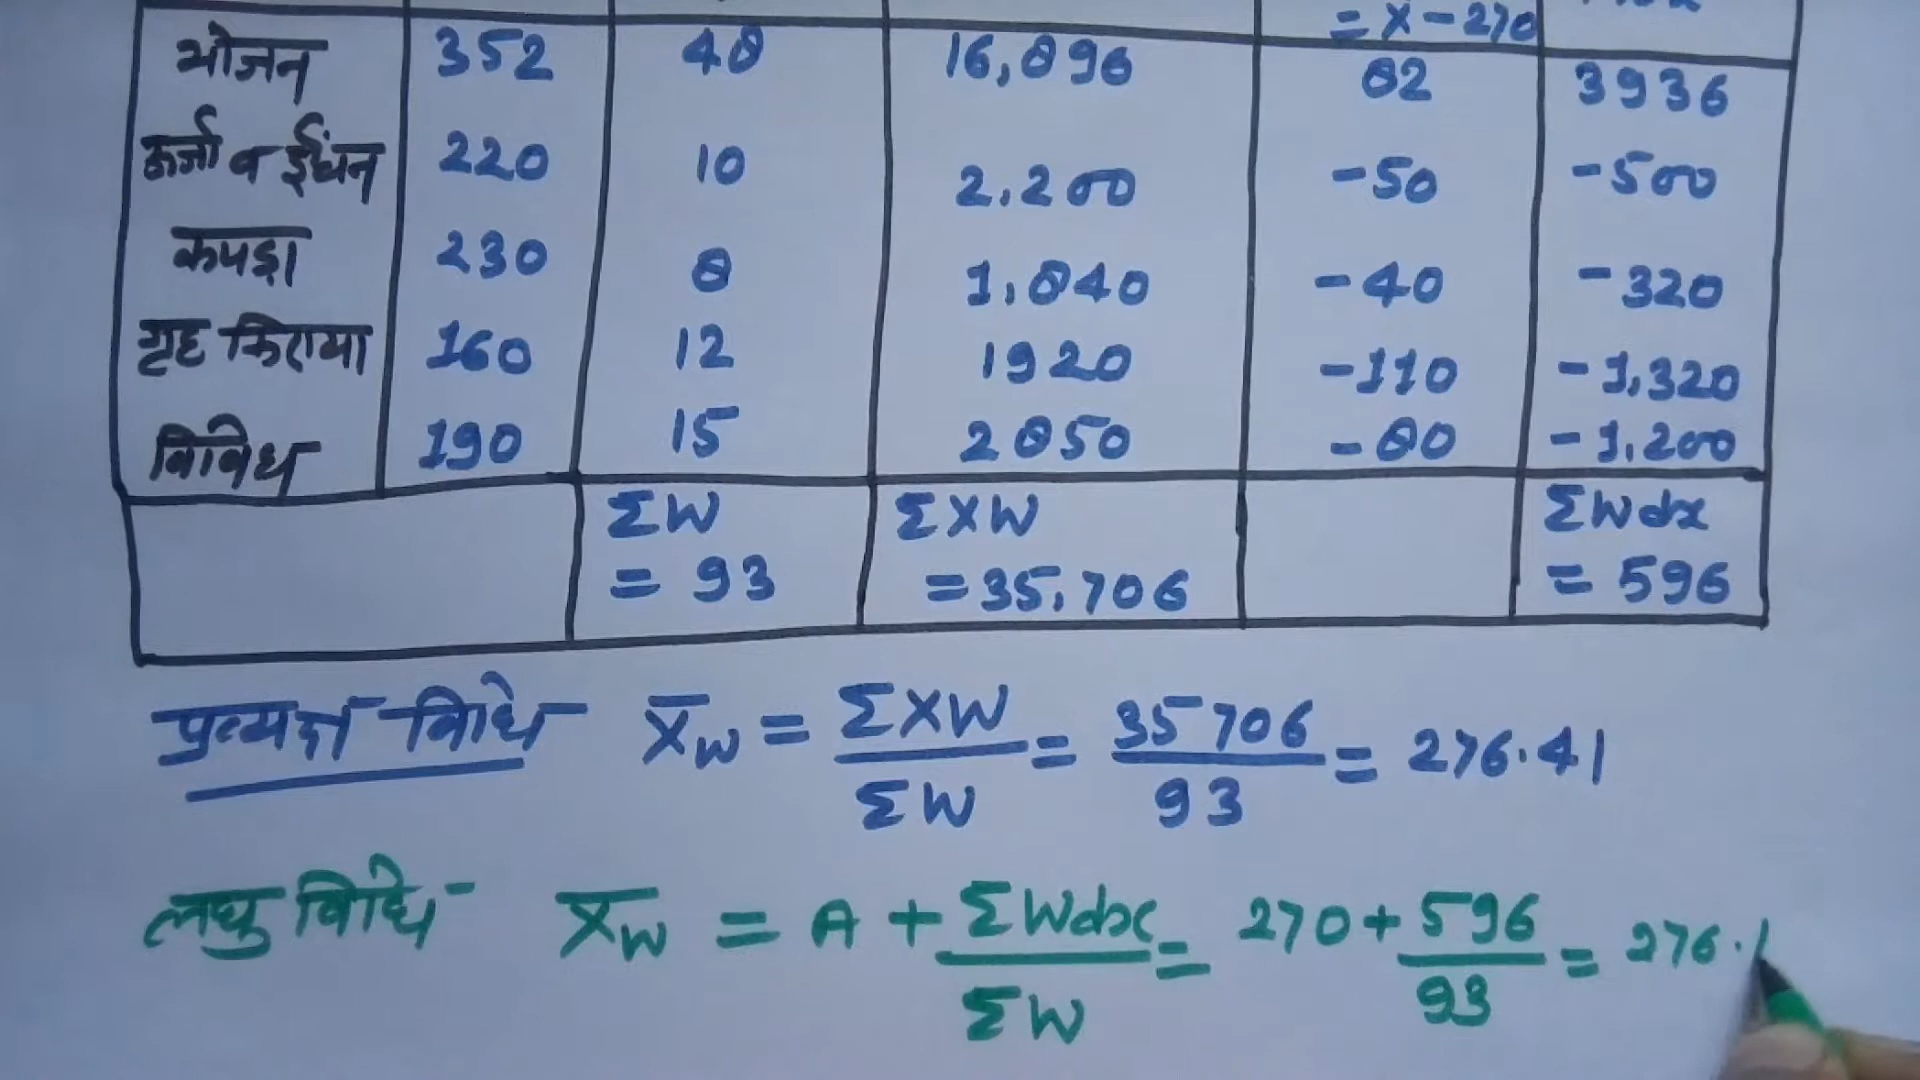 = X - 270
भोजन 352 48 16,896 82 3936
ऊर्जा व ईंधन 220 10 2,200 -50 -500
कपड़ा 230 8 1,840 -40 -320
गृह किराया 160 12 1920 -110 -1,320
विविध 190 15 2850 -80 -1,200
ΣW ΣXW ΣWdx
= 93 = 35,706 = 596
प्रत्यक्ष विधि X̄w = ΣXW / ΣW = 35706 / 93 = 276.41
लघु विधि - X̄w = A + ΣWdx / ΣW = 270 + 596 / 93 = 276.